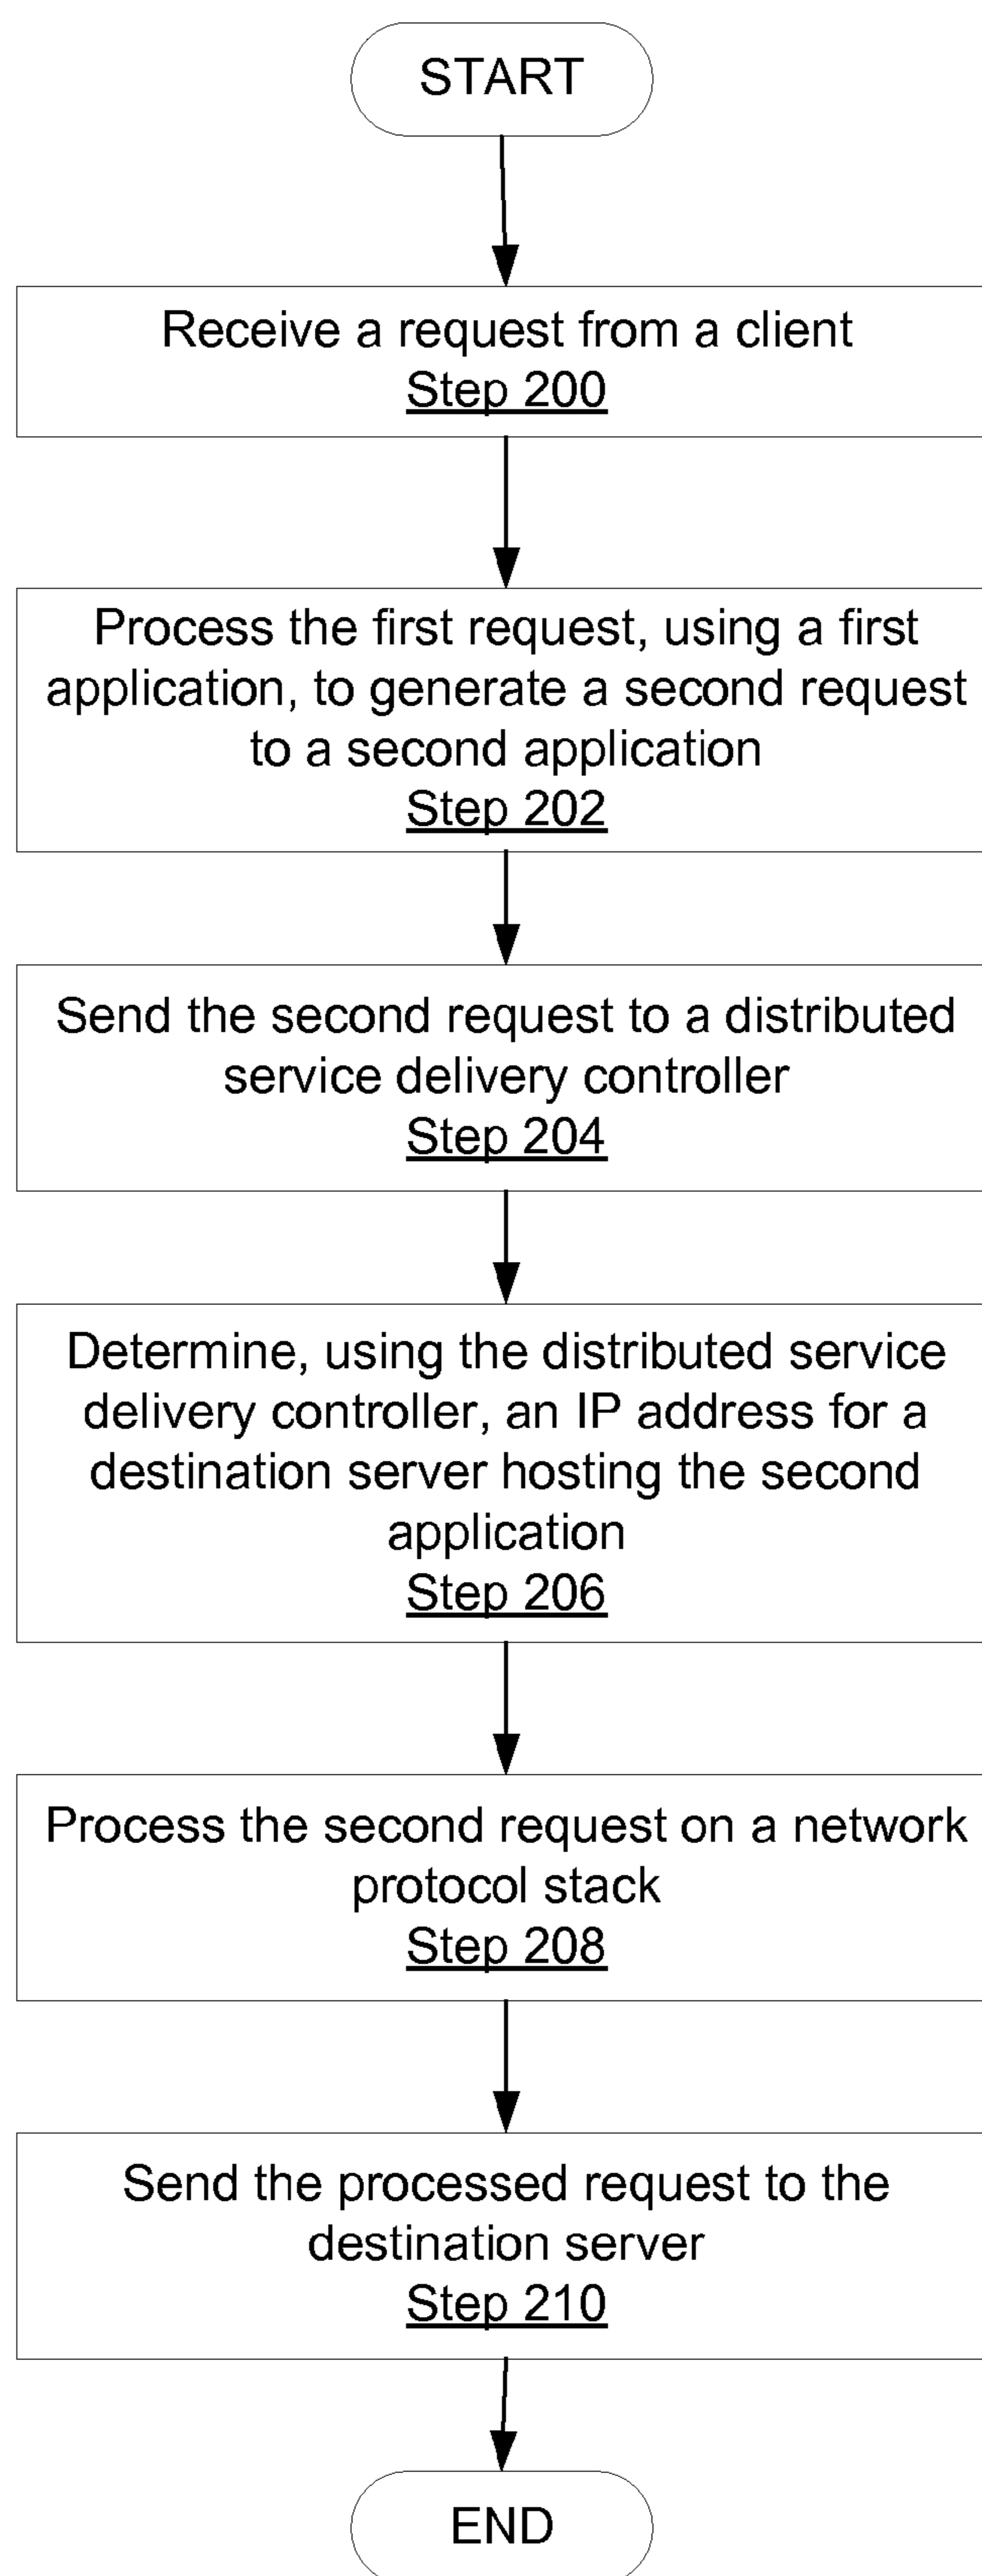 START
Receive a request from a client
Step 200
Process the first request, using a first
application, to generate a second request
to a second application
Step 202
Send the second request to a distributed
service delivery controller
Step 204
Determine, using the distributed service
delivery controller, an IP address for a
destination server hosting the second
application
Step 206
Process the second request on a network
protocol stack
Step 208
Send the processed request to the
destination server
Step 210
END